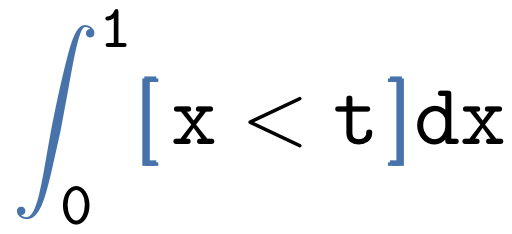 ∫₀¹ [x < t]dx